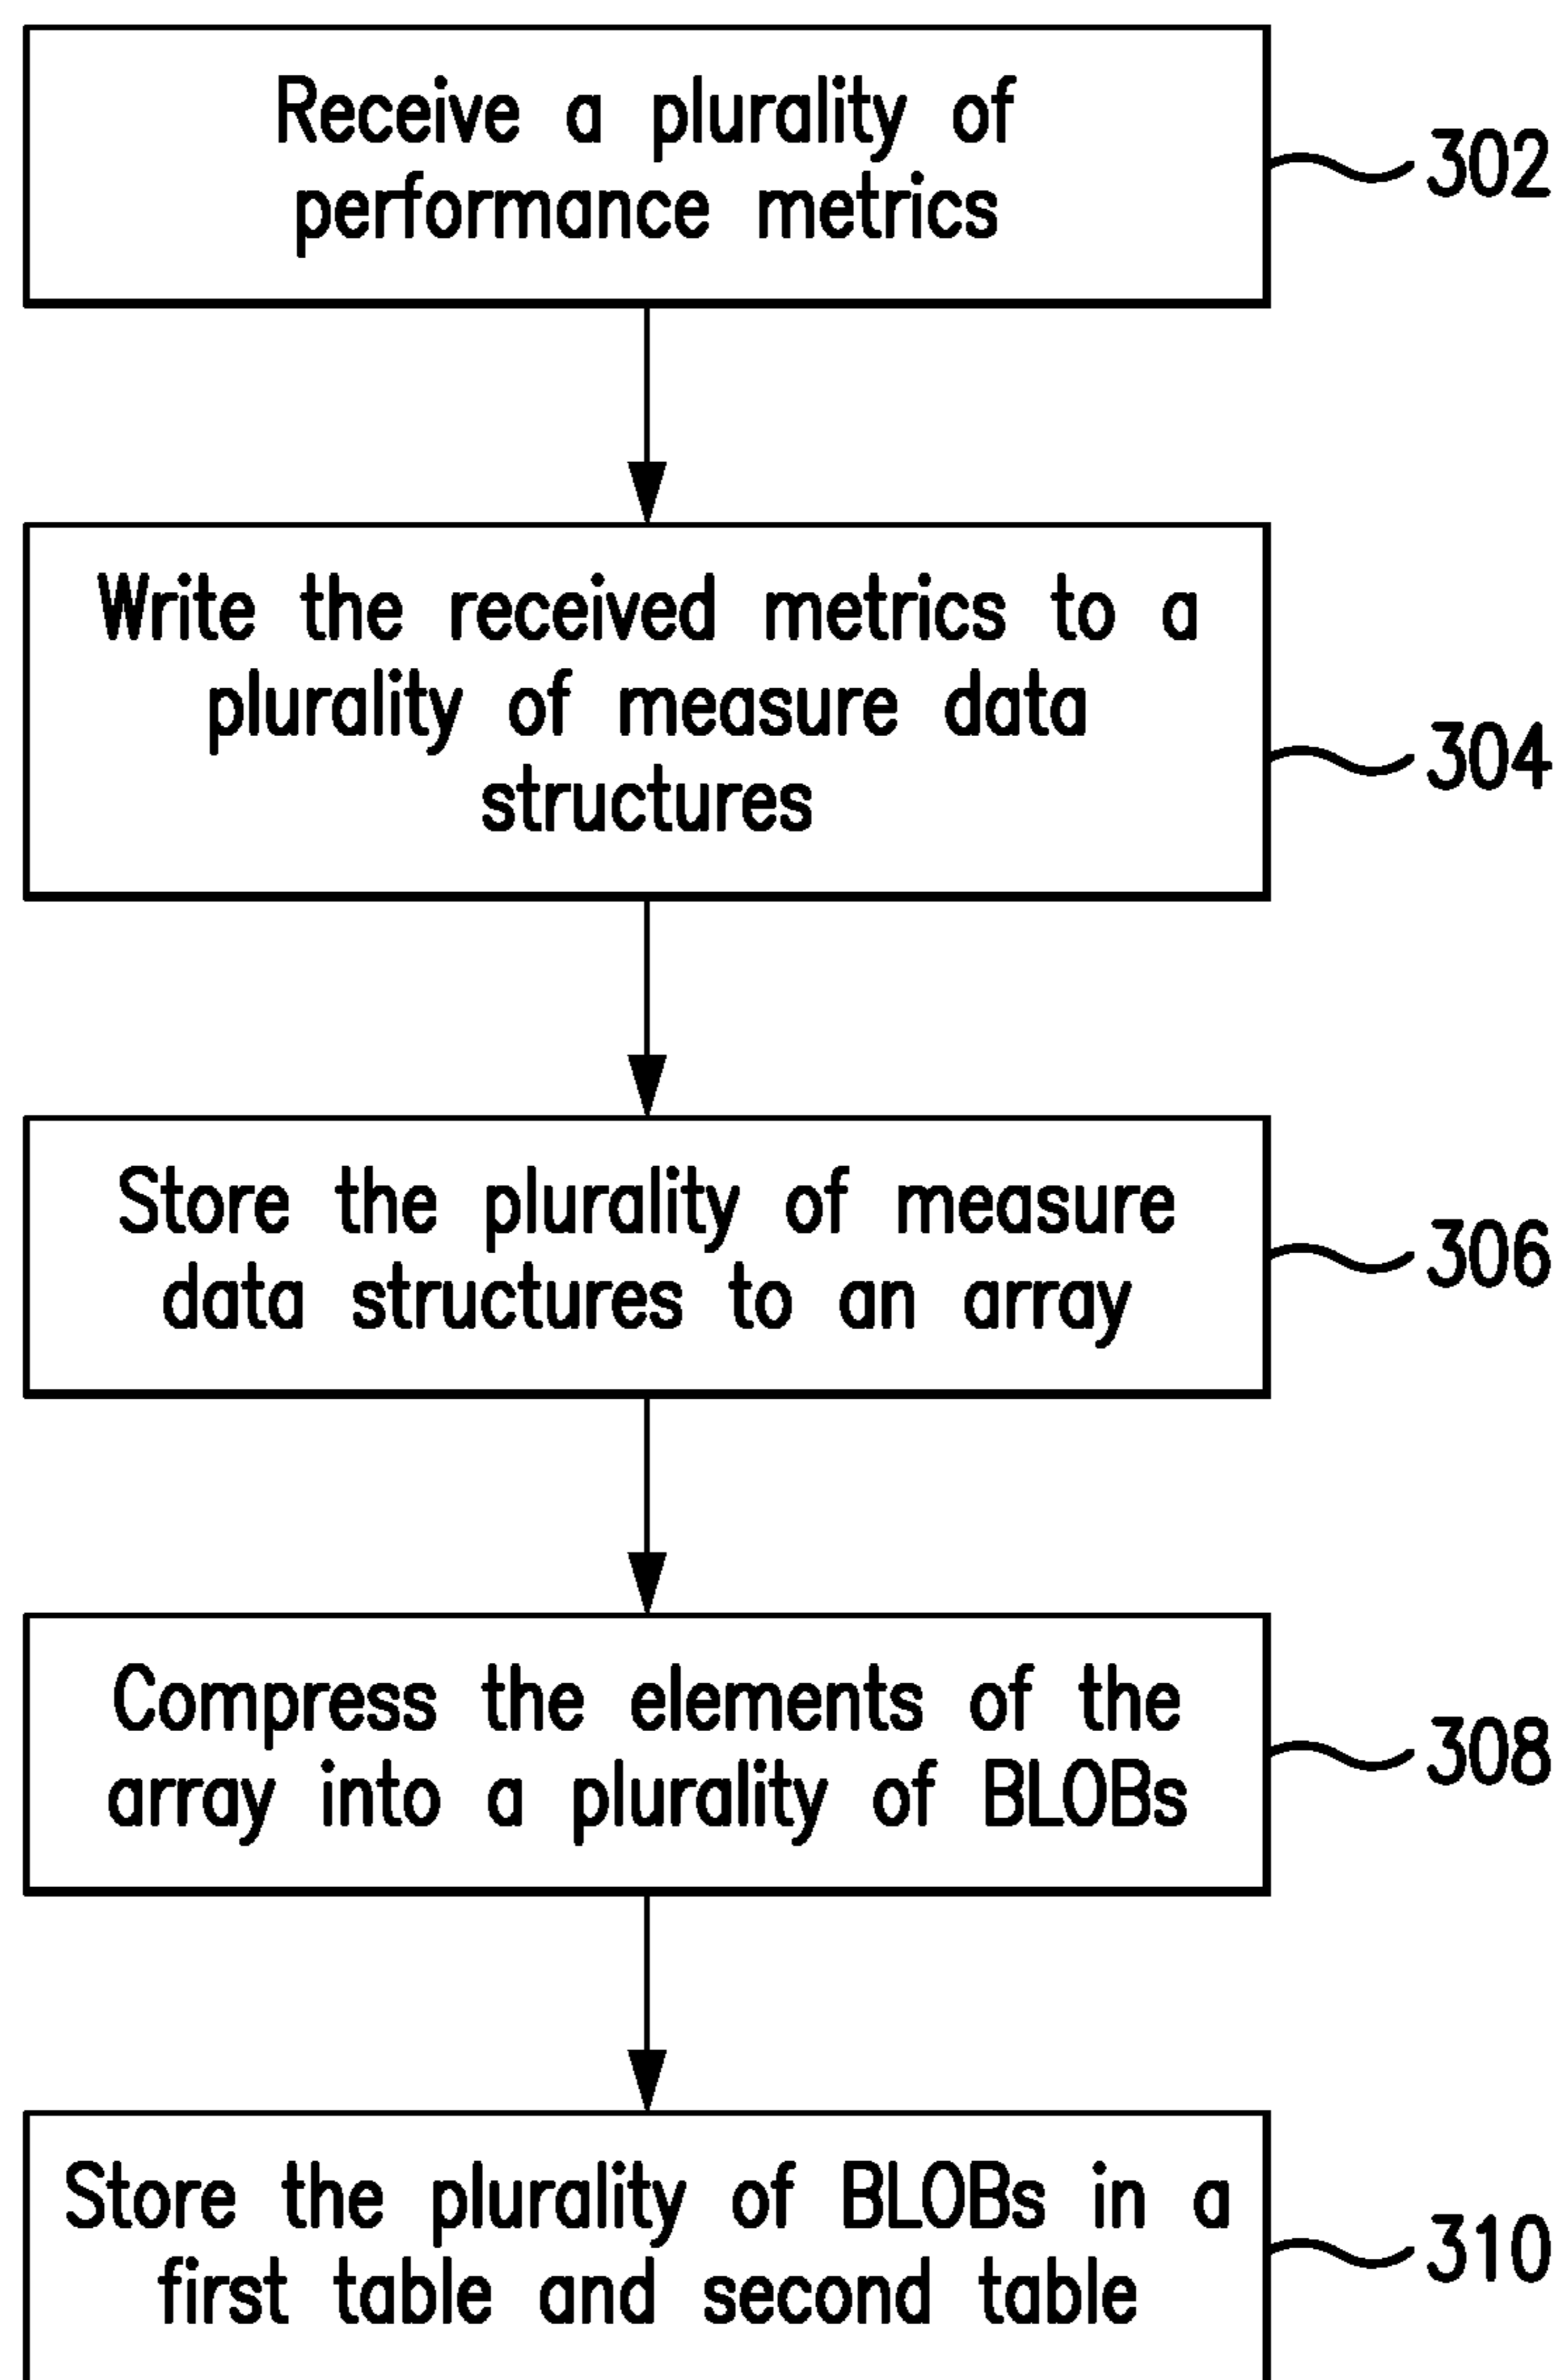 Receive a plurality of
performance metrics
302
Write the received metrics to a
plurality of measure data
structures
304
Store the plurality of measure
data structures to an array
306
Compress the elements of the
array into a plurality of BLOBs
308
Store the plurality of BLOBs in a
first table and second table
310